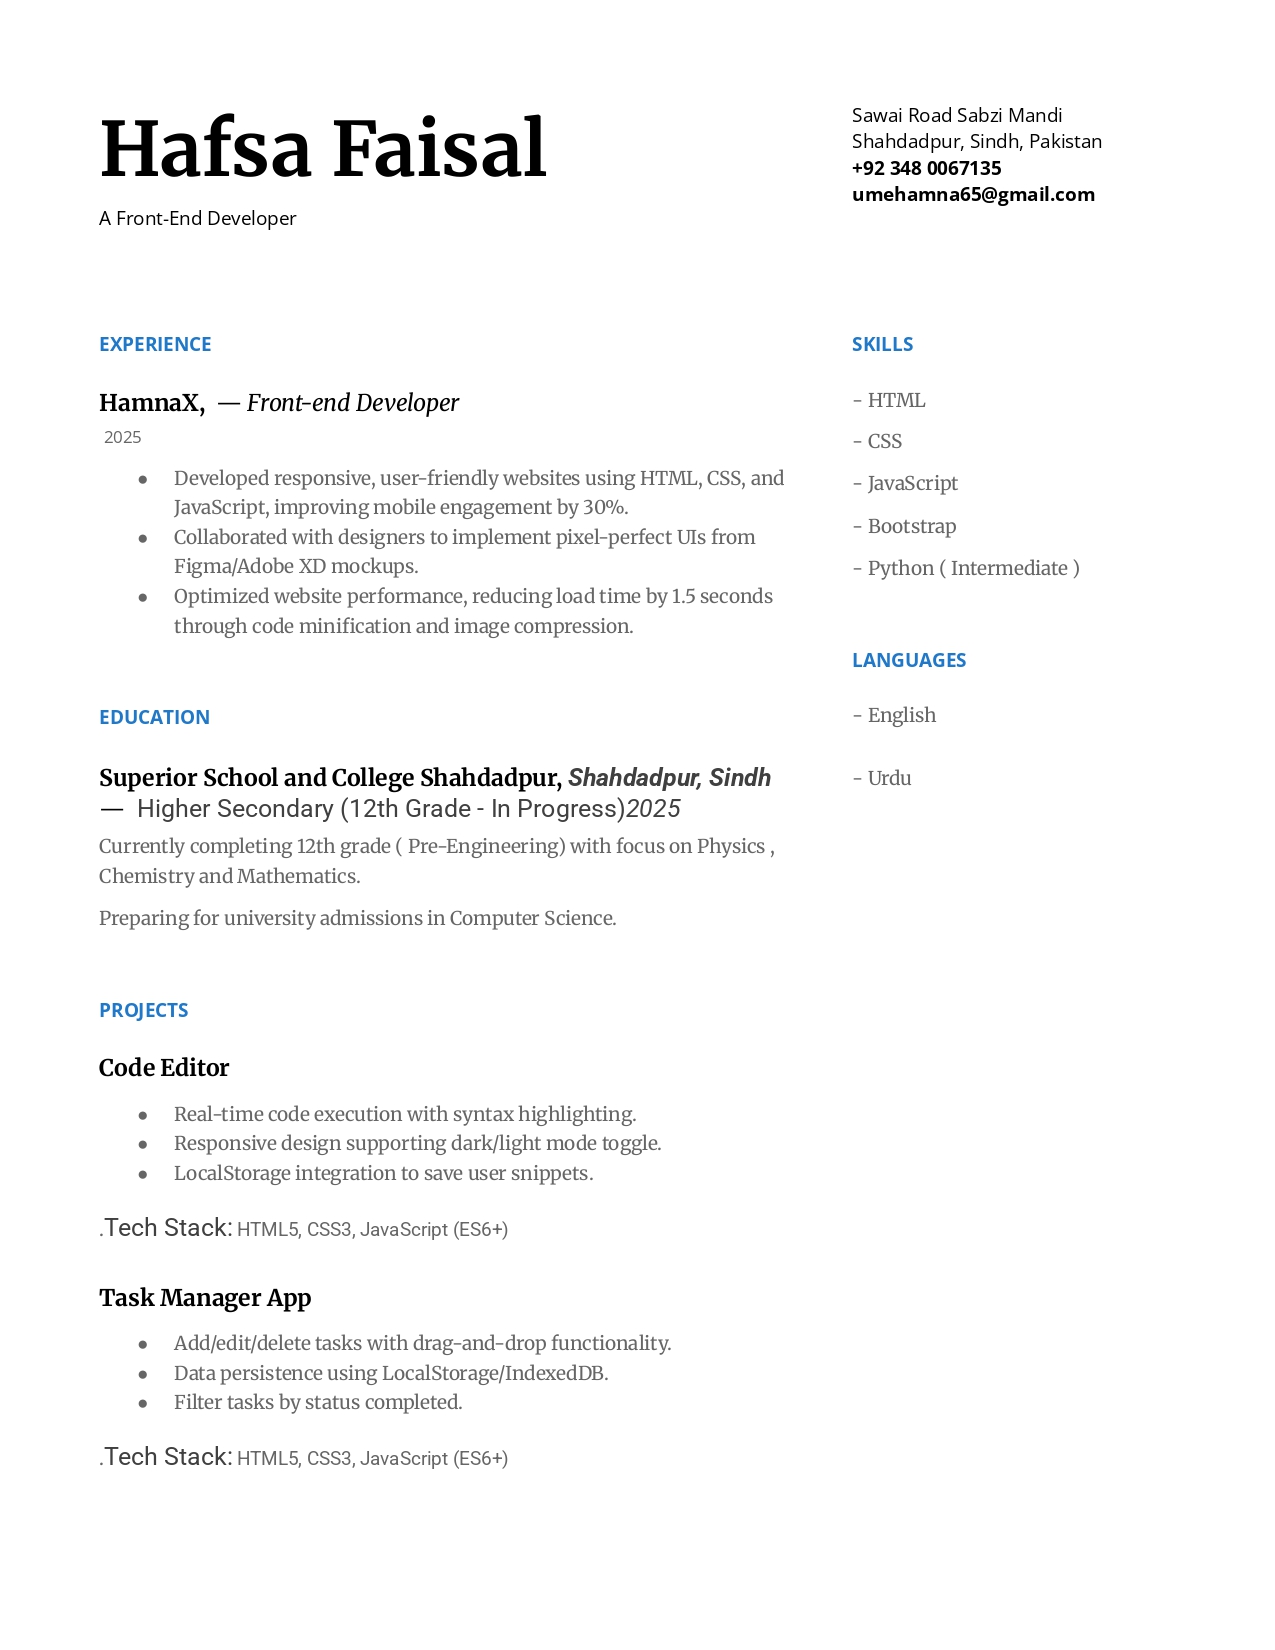 Hafsa Faisal
A Front-End Developer
Sawai Road Sabzi Mandi
Shahdadpur, Sindh, Pakistan
+92 348 0067135
umehamna65@gmail.com
EXPERIENCE
HamnaX,  — Front-end Developer
2025
● Developed responsive, user-friendly websites using HTML, CSS, and
JavaScript, improving mobile engagement by 30%.
● Collaborated with designers to implement pixel-perfect UIs from
Figma/Adobe XD mockups.
● Optimized website performance, reducing load time by 1.5 seconds
through code minification and image compression.
EDUCATION
Superior School and College Shahdadpur, Shahdadpur, Sindh
—  Higher Secondary (12th Grade - In Progress)2025
Currently completing 12th grade ( Pre-Engineering) with focus on Physics ,
Chemistry and Mathematics.
Preparing for university admissions in Computer Science.
PROJECTS
Code Editor
● Real-time code execution with syntax highlighting.
● Responsive design supporting dark/light mode toggle.
● LocalStorage integration to save user snippets.
.Tech Stack: HTML5, CSS3, JavaScript (ES6+)
Task Manager App
● Add/edit/delete tasks with drag-and-drop functionality.
● Data persistence using LocalStorage/IndexedDB.
● Filter tasks by status completed.
.Tech Stack: HTML5, CSS3, JavaScript (ES6+)
SKILLS
- HTML
- CSS
- JavaScript
- Bootstrap
- Python ( Intermediate )
LANGUAGES
- English
- Urdu